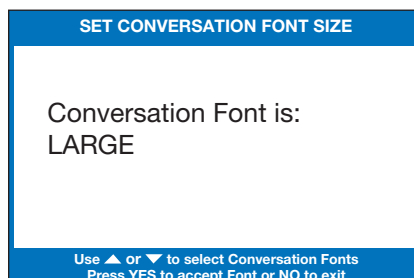 SET CONVERSATION FONT SIZE
Conversation Font is:
LARGE
Use ▲ or ▼ to select Conversation Fonts
Press YES to accept Font or NO to exit